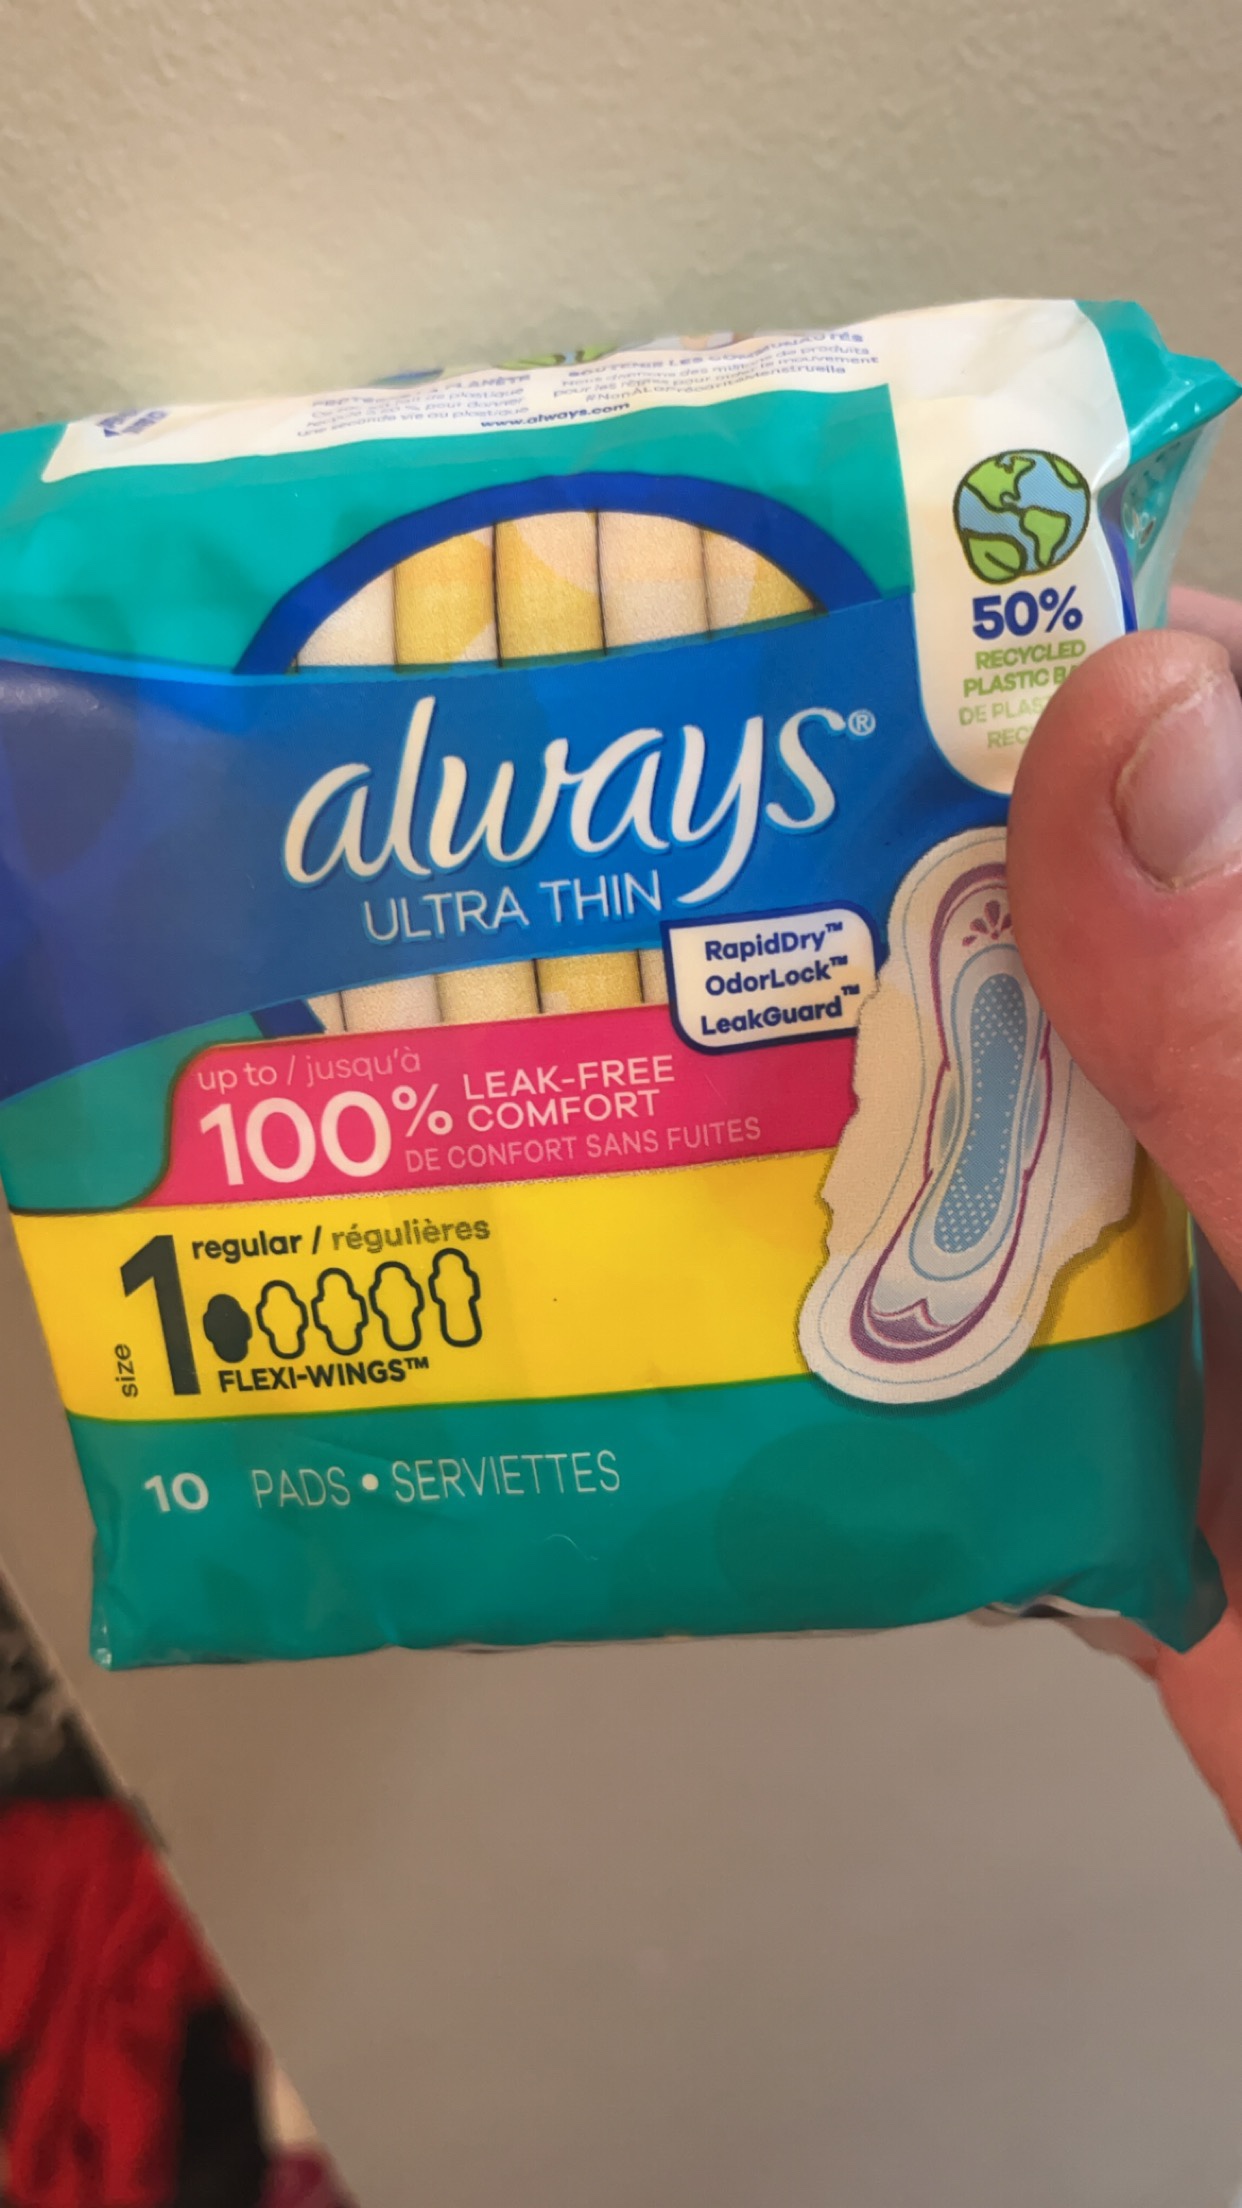 www.always.com
50%
RECYCLED
PLASTIC
always®
ULTRA THIN
RapidDry™
OdorLock™
LeakGuard™
up to / jusqu'à
100% LEAK-FREE
COMFORT
DE CONFORT SANS FUITES
size 1
regular / régulières
FLEXI-WINGS™
10 PADS • SERVIETTES